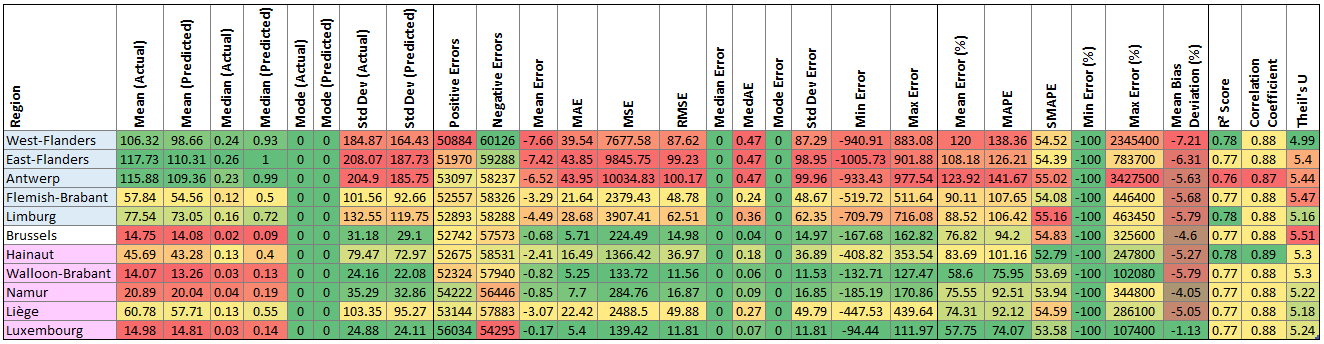 Region Mean (Actual) Mean (Predicted) Median (Actual) Median (Predicted) Mode (Actual) Mode (Predicted) Std Dev (Actual) Std Dev (Predicted) Positive Errors Negative Errors Mean Error MAE MSE RMSE Median Error MedAE Mode Error Std Dev Error Min Error Max Error Mean Error (%) MAPE SMAPE Min Error (%) Max Error (%) Mean Bias Deviation (%) R² Score Correlation Coefficient Theil's U
West-Flanders 106.32 98.66 0.24 0.93 0 0 184.87 164.43 50884 60126 -7.66 39.54 7677.58 87.62 0 0.47 0 87.29 -940.91 883.08 120 138.36 54.52 -100 2345400 -7.21 0.78 0.88 4.99
East-Flanders 117.73 110.31 0.26 1 0 0 208.07 187.73 51970 59288 -7.42 43.85 9845.75 99.23 0 0.47 0 98.95 -1005.73 901.88 108.18 126.21 54.39 -100 783700 -6.31 0.77 0.88 5.4
Antwerp 115.88 109.36 0.23 0.99 0 0 204.9 185.75 53097 58237 -6.52 43.95 10034.83 100.17 0 0.47 0 99.96 -933.43 977.54 123.92 141.67 55.02 -100 3427500 -5.63 0.76 0.87 5.44
Flemish-Brabant 57.84 54.56 0.12 0.5 0 0 101.56 92.66 52557 58326 -3.29 21.64 2379.43 48.78 0 0.24 0 48.67 -519.72 511.64 90.11 107.65 54.08 -100 446400 -5.68 0.77 0.88 5.47
Limburg 77.54 73.05 0.16 0.72 0 0 132.55 119.75 52893 58288 -4.49 28.68 3907.41 62.51 0 0.36 0 62.35 -709.79 716.08 88.52 106.42 55.16 -100 463450 -5.79 0.78 0.88 5.16
Brussels 14.75 14.08 0.02 0.09 0 0 31.18 29.1 52742 57573 -0.68 5.71 224.49 14.98 0 0.04 0 14.97 -167.68 162.82 76.82 94.2 54.83 -100 325600 -4.6 0.77 0.88 5.51
Hainaut 45.69 43.28 0.13 0.4 0 0 79.47 72.97 52675 58531 -2.41 16.49 1366.42 36.97 0 0.18 0 36.89 -408.82 353.54 83.69 101.16 52.79 -100 247800 -5.27 0.78 0.89 5.3
Walloon-Brabant 14.07 13.26 0.03 0.13 0 0 24.16 22.08 52324 57940 -0.82 5.25 133.72 11.56 0 0.06 0 11.53 -132.71 127.47 58.6 75.95 53.69 -100 102080 -5.79 0.77 0.88 5.3
Namur 20.89 20.04 0.04 0.19 0 0 35.29 32.86 54222 56446 -0.85 7.7 284.76 16.87 0 0.09 0 16.85 -185.19 170.86 75.55 92.51 53.94 -100 344800 -4.05 0.77 0.88 5.22
Liège 60.78 57.71 0.13 0.55 0 0 103.35 95.27 53144 57883 -3.07 22.42 2488.5 49.88 0 0.27 0 49.79 -447.53 439.64 74.31 92.12 54.59 -100 286100 -5.05 0.77 0.88 5.18
Luxembourg 14.98 14.81 0.03 0.14 0 0 24.88 24.11 56034 54295 -0.17 5.4 139.42 11.81 0 0.07 0 11.81 -94.44 111.97 57.75 74.07 53.58 -100 107400 -1.13 0.77 0.88 5.24